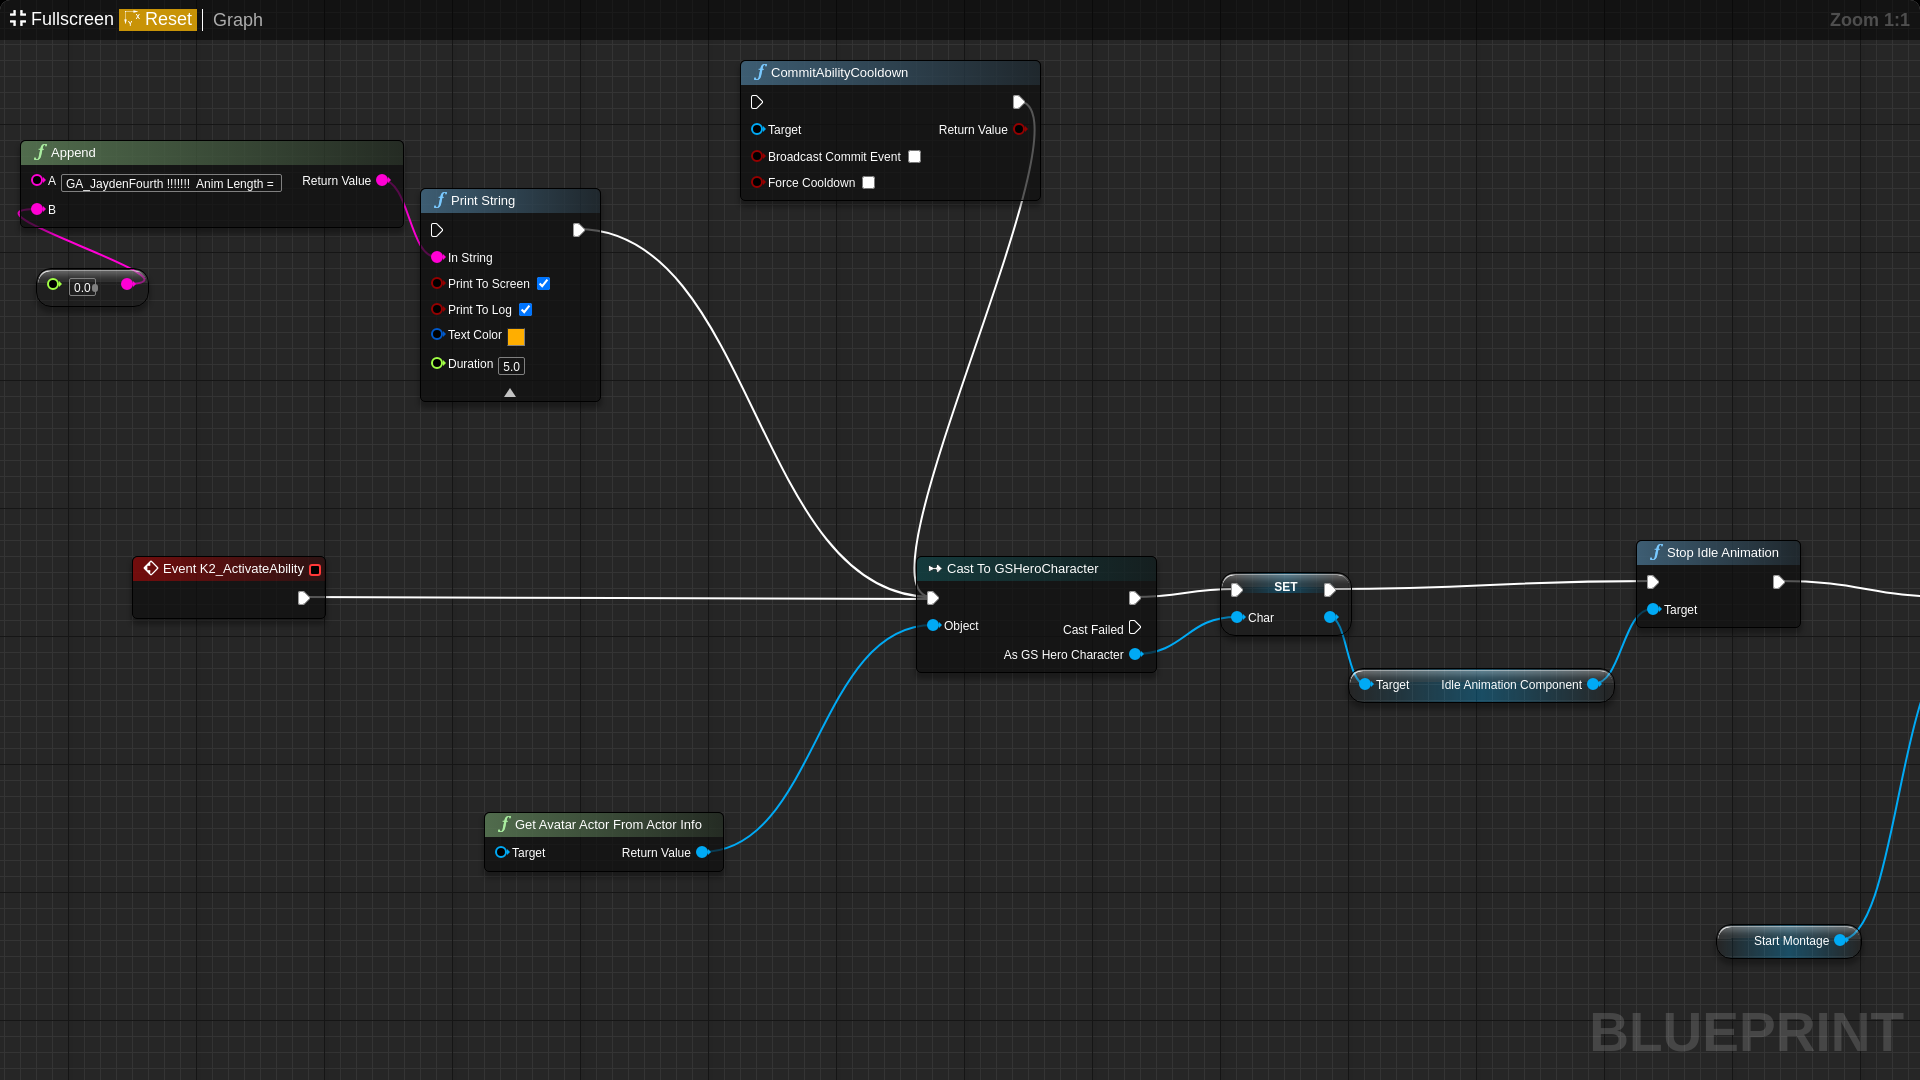 Fullscreen Reset Graph
Zoom 1:1
CommitAbilityCooldown
Target Return Value
Broadcast Commit Event
Force Cooldown
Append
A GA_JaydenFourth !!!!!!!  Anim Length = Return Value
B
0.0
Print String
In String
Print To Screen
Print To Log
Text Color
Duration 5.0
Event K2_ActivateAbility
Cast To GSHeroCharacter
Object
Cast Failed
As GS Hero Character
SET
Char
Stop Idle Animation
Target
Target Idle Animation Component
Get Avatar Actor From Actor Info
Target Return Value
Start Montage
BLUEPRINT